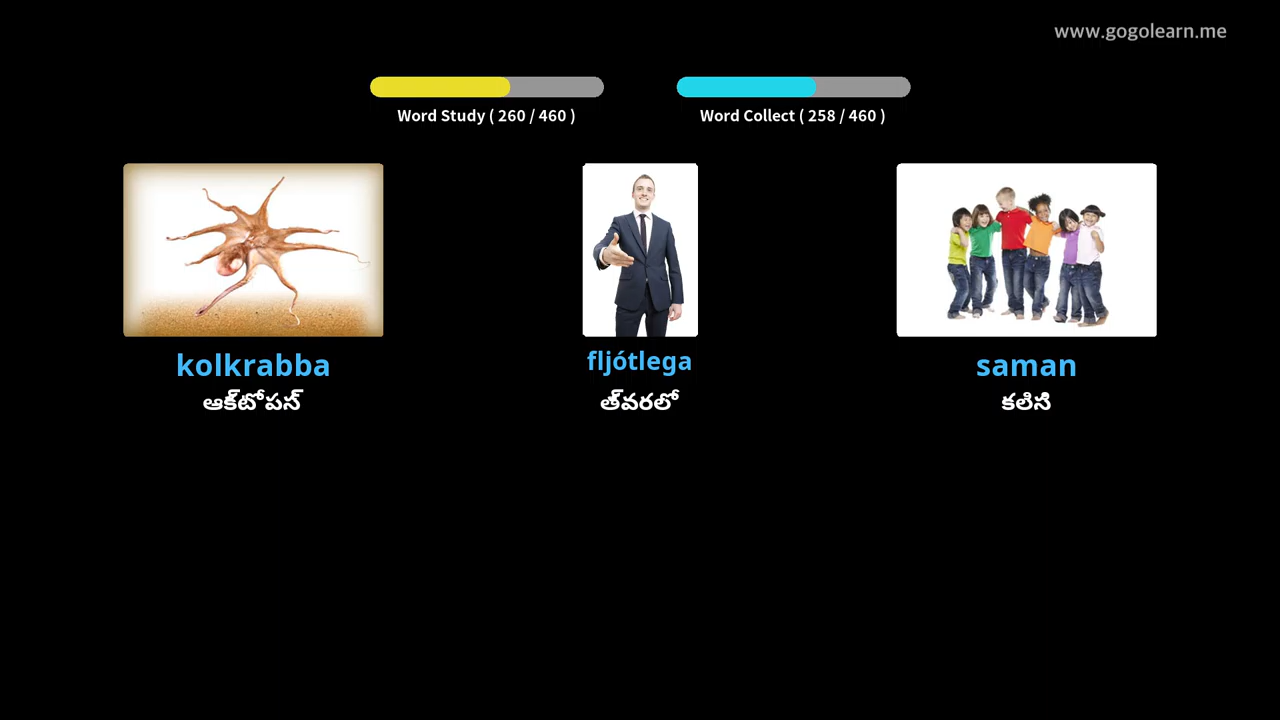 www.gogolearn.me
Word Study ( 260 / 460 )
Word Collect ( 258 / 460 )
kolkrabba
fljótlega
saman
ఆక్‌టోపస్
త్‌వరలో
కలిసి